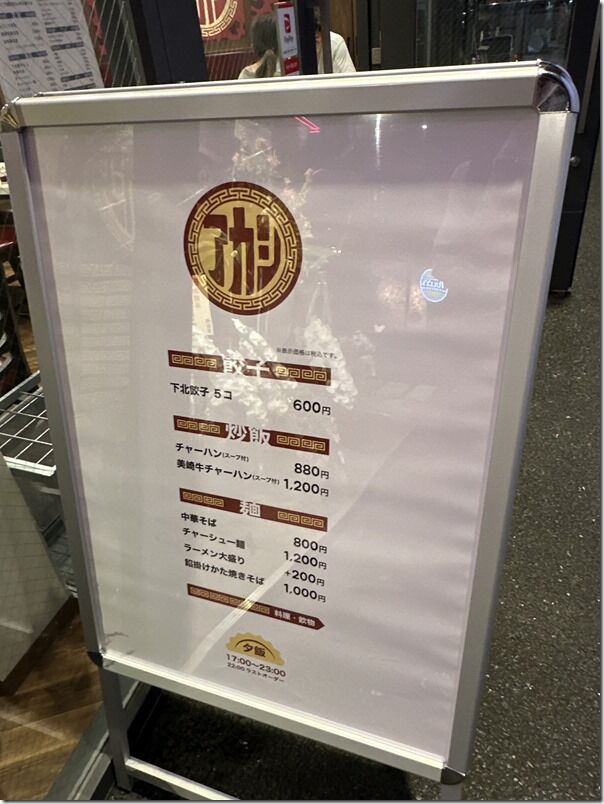 アカシ
※表示価格は税込です。
餃子
下北餃子 5コ 600円
炒飯
チャーハン(スープ付) 880円
美崎牛チャーハン(スープ付) 1,200円
麺
中華そば 800円
チャーシュー麺 1,200円
ラーメン大盛り +200円
餡掛けかた焼きそば 1,000円
料理・飲物
夕飯
17:00〜23:00
22:00 ラストオーダー